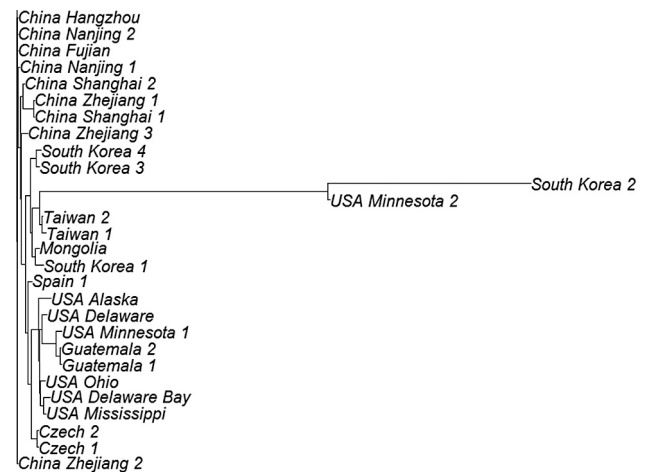 China Hangzhou
China Nanjing 2
China Fujian
China Nanjing 1
China Shanghai 2
China Zhejiang 1
China Shanghai 1
China Zhejiang 3
South Korea 4
South Korea 3
South Korea 2
USA Minnesota 2
Taiwan 2
Taiwan 1
Mongolia
South Korea 1
Spain 1
USA Alaska
USA Delaware
USA Minnesota 1
Guatemala 2
Guatemala 1
USA Ohio
USA Delaware Bay
USA Mississippi
Czech 2
Czech 1
China Zhejiang 2